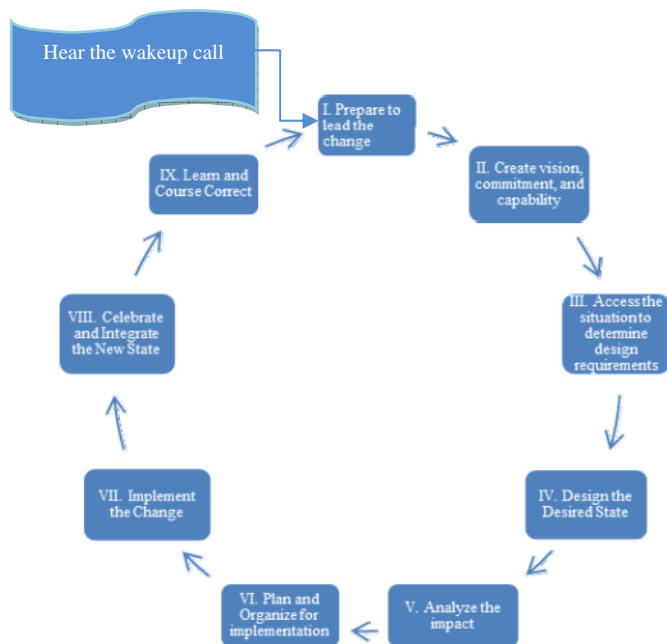 Hear the wakeup call
I. Prepare to
lead the
change
II. Create vision,
commitment, and
capability
III. Access the
situation to
determine
design
requirements
IV. Design the
Desired State
V. Analyze the
impact
VI. Plan and
Organize for
implementation
VII. Implement
the Change
VIII. Celebrate
and Integrate
the New State
IX. Learn and
Course Correct